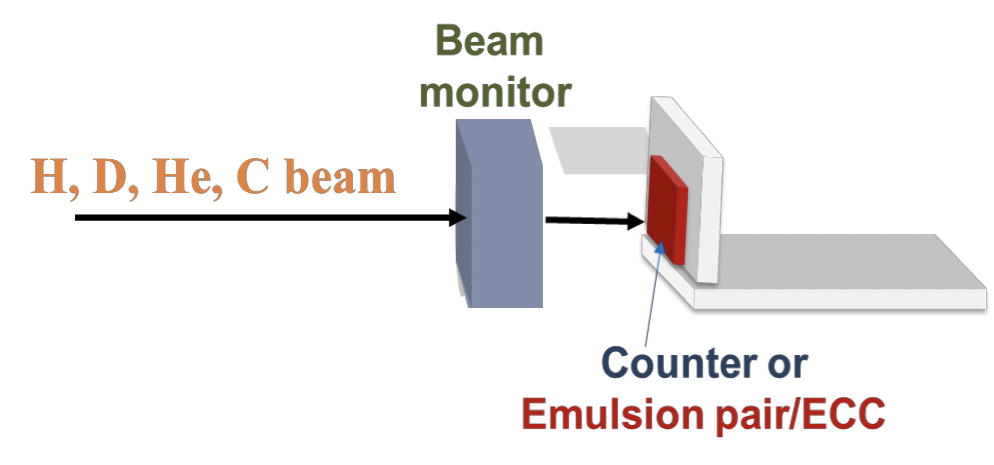 Beam
monitor
H, D, He, C beam
Counter or
Emulsion pair/ECC